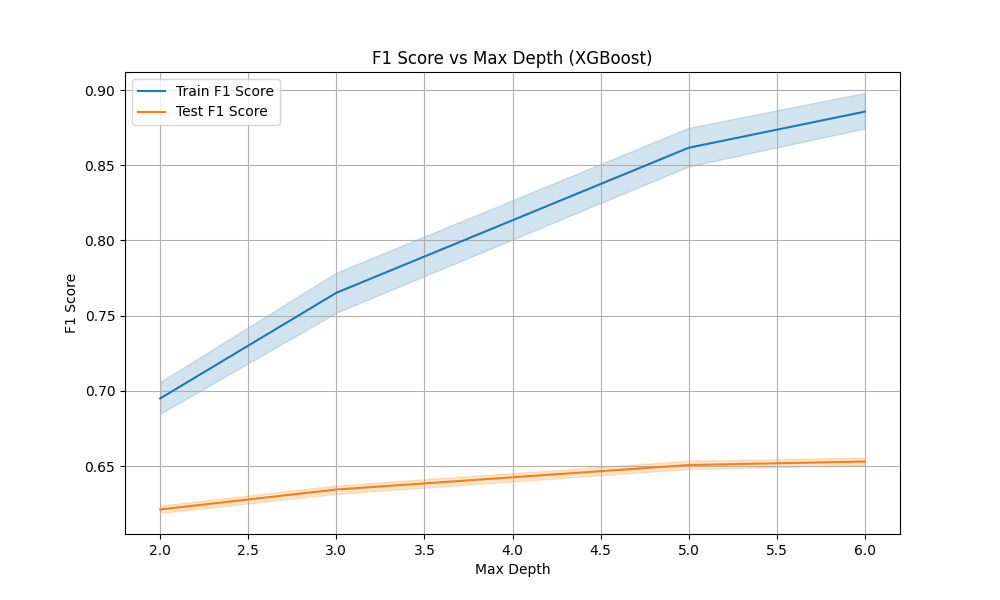 F1 Score vs Max Depth (XGBoost)
Train F1 Score
Test F1 Score
F1 Score
0.90
0.85
0.80
0.75
0.70
0.65
2.0 2.5 3.0 3.5 4.0 4.5 5.0 5.5 6.0
Max Depth